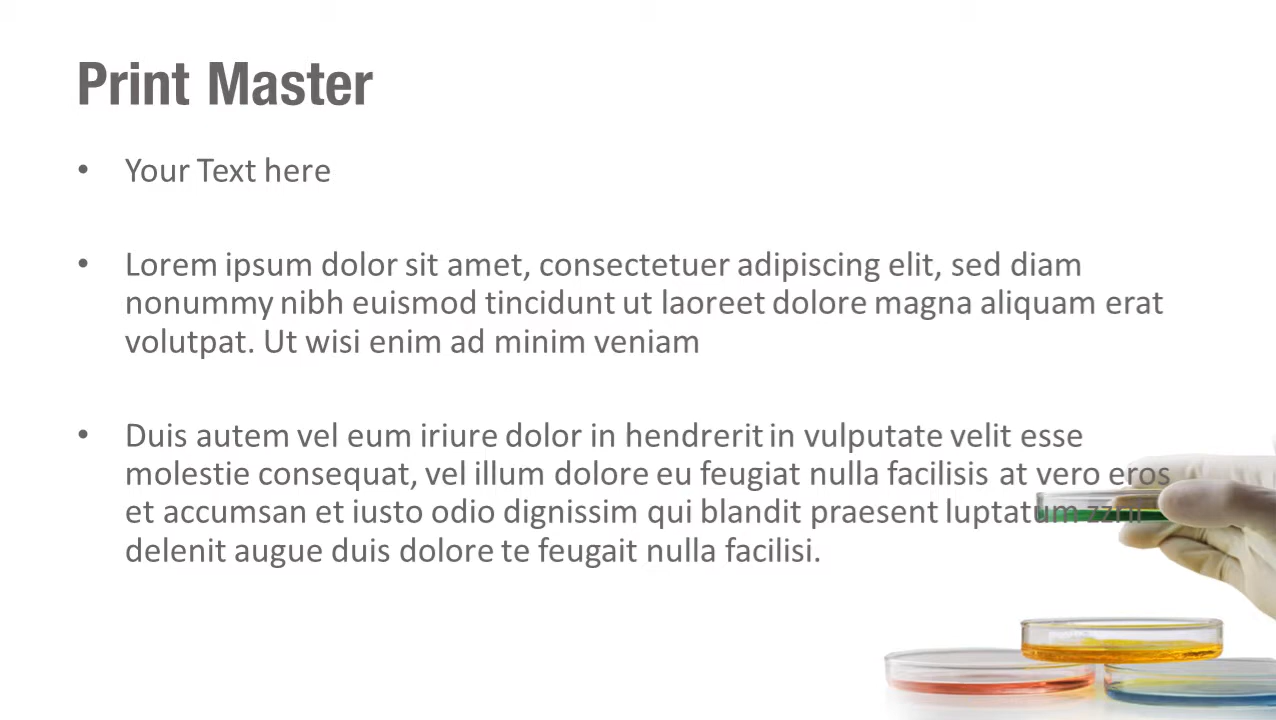 Print Master
• Your Text here
• Lorem ipsum dolor sit amet, consectetuer adipiscing elit, sed diam
nonummy nibh euismod tincidunt ut laoreet dolore magna aliquam erat
volutpat. Ut wisi enim ad minim veniam
• Duis autem vel eum iriure dolor in hendrerit in vulputate velit esse
molestie consequat, vel illum dolore eu feugiat nulla facilisis at vero eros
et accumsan et iusto odio dignissim qui blandit praesent luptatum zzril
delenit augue duis dolore te feugait nulla facilisi.